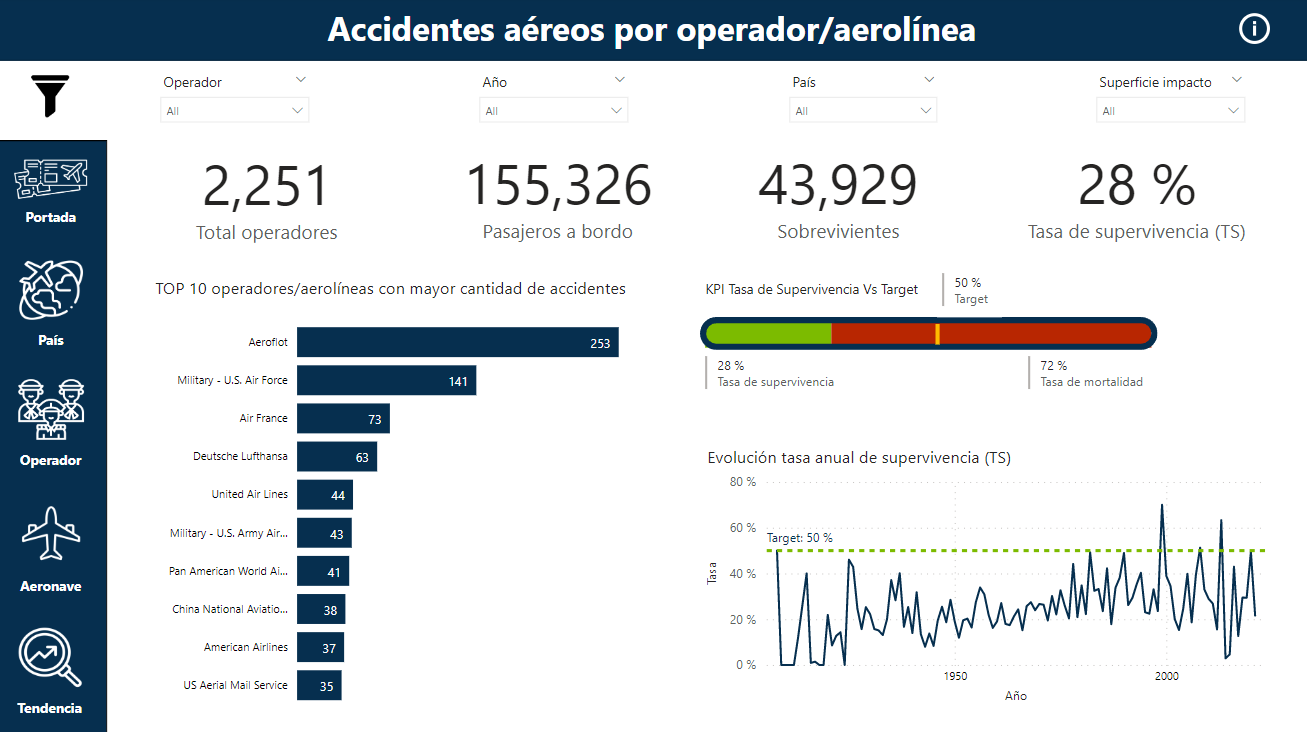 Accidentes aéreos por operador/aerolínea
Operador
All
Año
All
País
All
Superficie impacto
All
2,251
Total operadores
155,326
Pasajeros a bordo
43,929
Sobrevivientes
28 %
Tasa de supervivencia (TS)
Portada
País
Operador
Aeronave
Tendencia
TOP 10 operadores/aerolíneas con mayor cantidad de accidentes
Aeroflot
253
Military - U.S. Air Force
141
Air France
73
Deutsche Lufthansa
63
United Air Lines
44
Military - U.S. Army Air...
43
Pan American World Ai...
41
China National Aviatio...
38
American Airlines
37
US Aerial Mail Service
35
KPI Tasa de Supervivencia Vs Target
50 %
Target
28 %
Tasa de supervivencia
72 %
Tasa de mortalidad
Evolución tasa anual de supervivencia (TS)
80 %
60 %
Target: 50 %
40 %
20 %
0 %
Tasa
1950
2000
Año